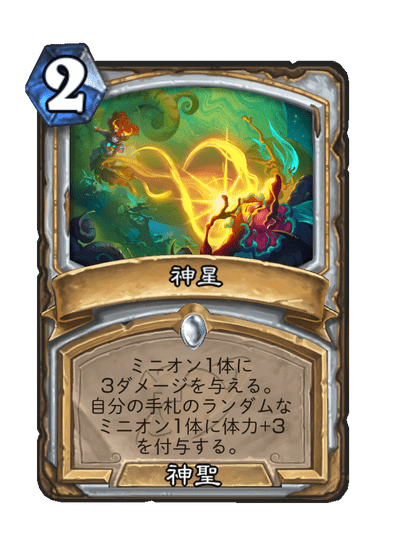 2
神星
ミニオン1体に
3ダメージを与える。
自分の手札のランダムな
ミニオン1体に体力+3
を付与する。
神聖